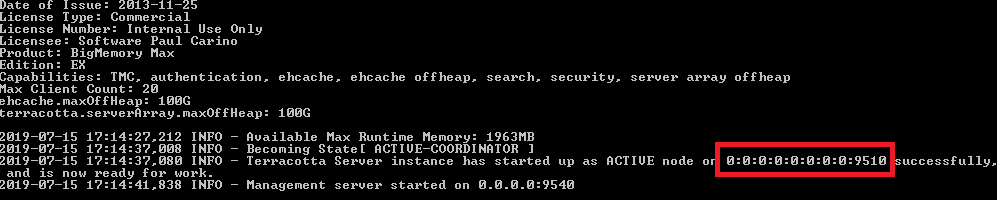 Date of Issue: 2013-11-25
License Type: Commercial
License Number: Internal Use Only
Licensee: Software Paul Carino
Product: BigMemory Max
Edition: EX
Capabilities: TMC, authentication, ehcache, ehcache offheap, search, security, server array offheap
Max Client Count: 20
ehcache.maxOffHeap: 100G
terracotta.serverArray.maxOffHeap: 100G
2019-07-15 17:14:27,212 INFO - Available Max Runtime Memory: 1963MB
2019-07-15 17:14:37,008 INFO - Becoming State[ ACTIVE-COORDINATOR ]
2019-07-15 17:14:37,080 INFO - Terracotta Server instance has started up as ACTIVE node on 0:0:0:0:0:0:0:0:9510 successfully,
and is now ready for work.
2019-07-15 17:14:41,838 INFO - Management server started on 0.0.0.0:9540